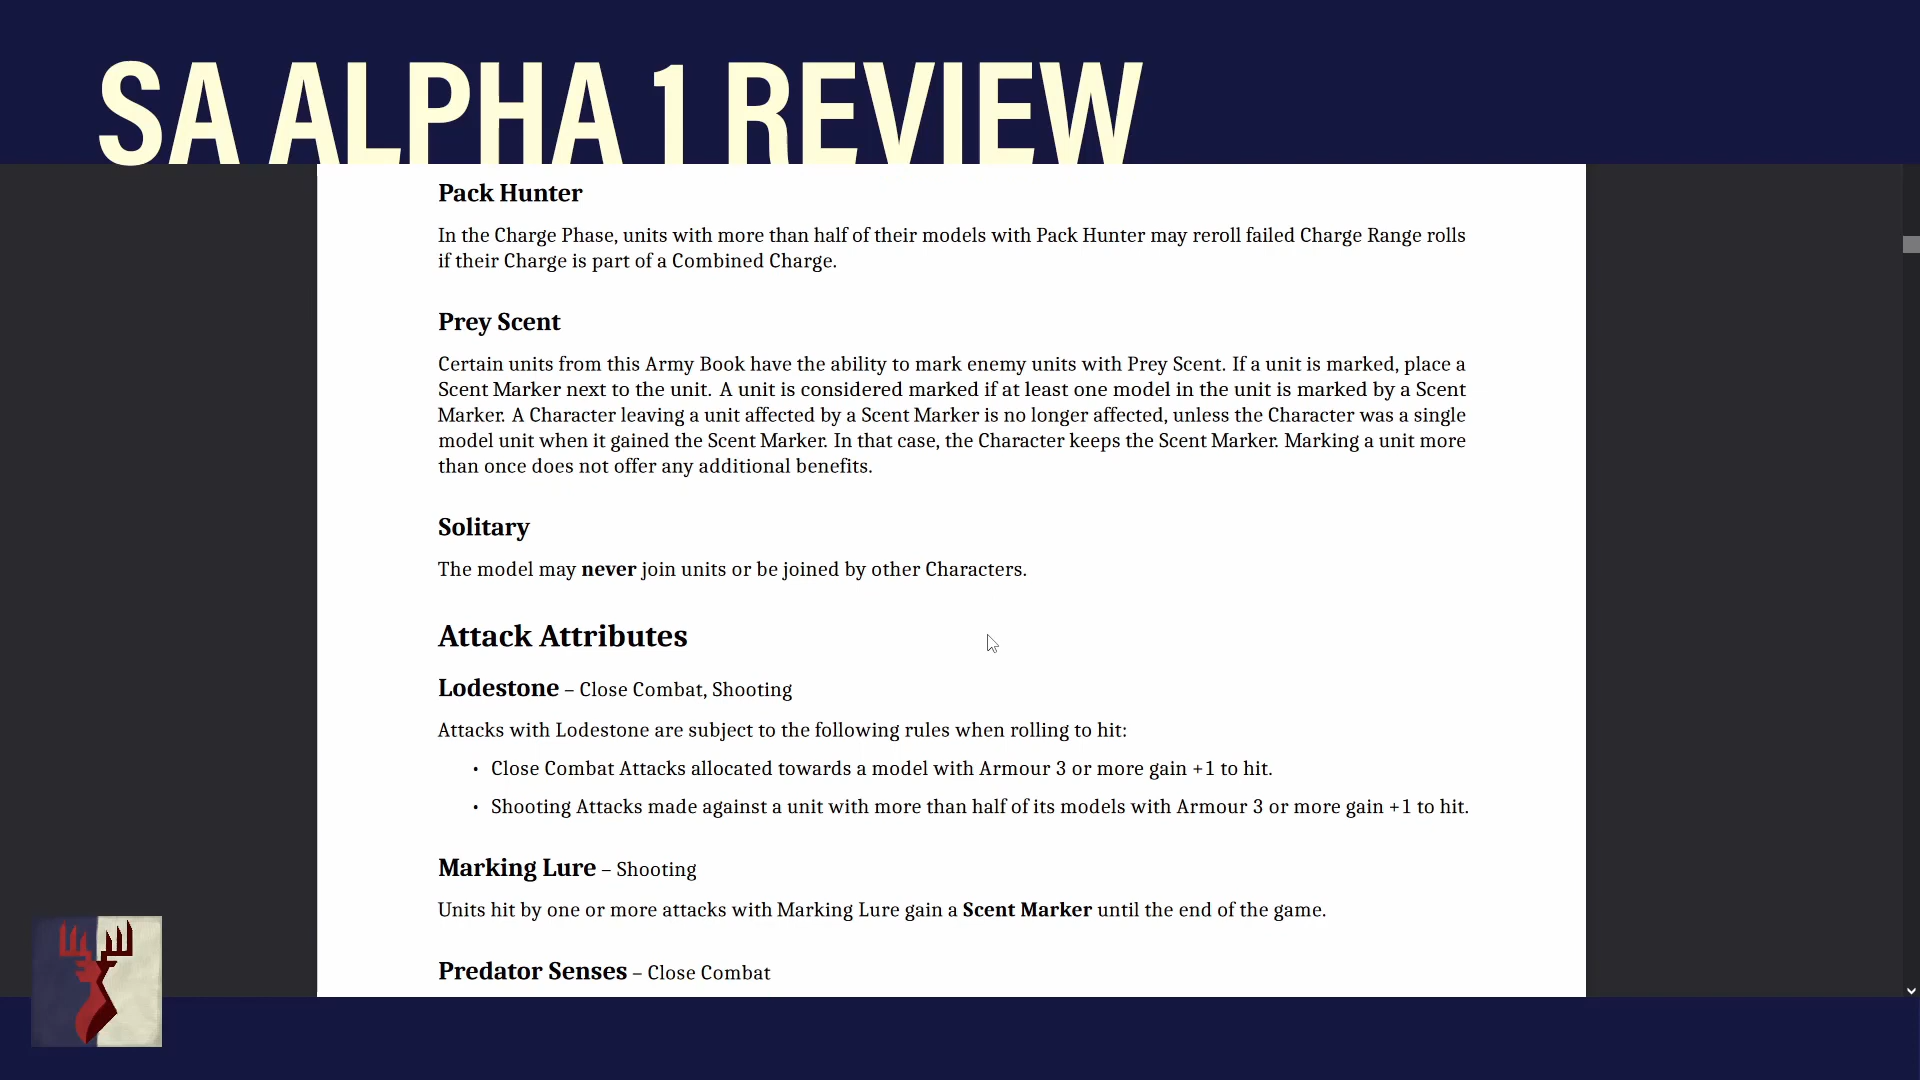 SA ALPHA 1 REVIEW
Pack Hunter
In the Charge Phase, units with more than half of their models with Pack Hunter may reroll failed Charge Range rolls
if their Charge is part of a Combined Charge.
Prey Scent
Certain units from this Army Book have the ability to mark enemy units with Prey Scent. If a unit is marked, place a
Scent Marker next to the unit. A unit is considered marked if at least one model in the unit is marked by a Scent
Marker. A Character leaving a unit affected by a Scent Marker is no longer affected, unless the Character was a single
model unit when it gained the Scent Marker. In that case, the Character keeps the Scent Marker. Marking a unit more
than once does not offer any additional benefits.
Solitary
The model may never join units or be joined by other Characters.
Attack Attributes
Lodestone – Close Combat, Shooting
Attacks with Lodestone are subject to the following rules when rolling to hit:
• Close Combat Attacks allocated towards a model with Armour 3 or more gain +1 to hit.
• Shooting Attacks made against a unit with more than half of its models with Armour 3 or more gain +1 to hit.
Marking Lure – Shooting
Units hit by one or more attacks with Marking Lure gain a Scent Marker until the end of the game.
Predator Senses – Close Combat